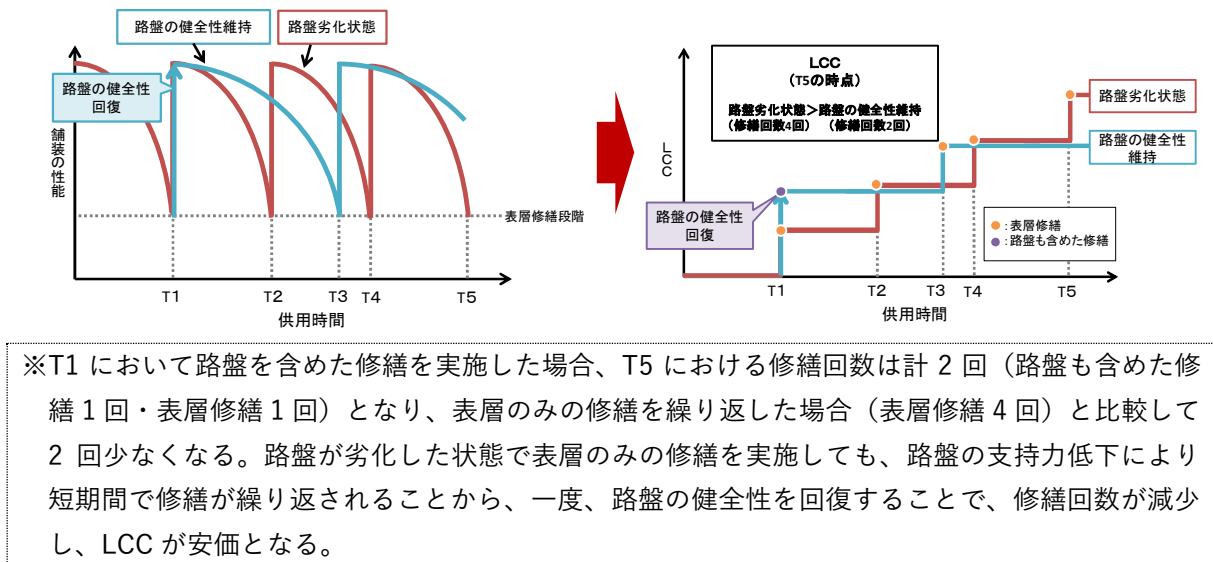 路盤の健全性維持
路盤劣化状態
路盤の健全性
回復
舗装の性能
表層修繕段階
T1
T2
T3
T4
T5
供用時間
LCC
(T5の時点)
路盤劣化状態＞路盤の健全性維持
(修繕回数4回) (修繕回数2回)
LCC
路盤劣化状態
路盤の健全性
維持
路盤の健全性
回復
：表層修繕
：路盤も含めた修繕
T1
T2
T3
T4
T5
供用時間
※T1 において路盤を含めた修繕を実施した場合、T5 における修繕回数は計 2 回（路盤も含めた修
繕 1 回・表層修繕 1 回）となり、表層のみの修繕を繰り返した場合（表層修繕 4 回）と比較して
2 回少なくなる。路盤が劣化した状態で表層のみの修繕を実施しても、路盤の支持力低下により
短期間で修繕が繰り返されることから、一度、路盤の健全性を回復することで、修繕回数が減少
し、LCC が安価となる。